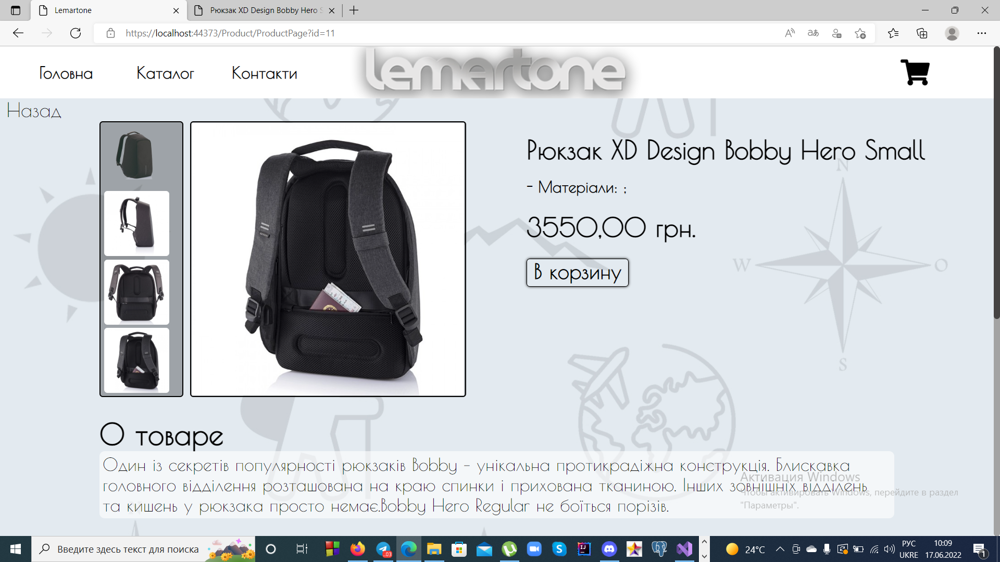 Lemartone
Рюкзак XD Design Bobby Hero S
https://localhost:44373/Product/ProductPage?id=11
Головна Каталог Контакти
lemartone
Назад
Рюкзак XD Design Bobby Hero Small
- Матеріали: ;
3550,00 грн.
В корзину
N
W
O
S
О товаре
Один із секретів популярності рюкзаків Bobby – унікальна протикрадіжна конструкція. Блискавка
головного відділення розташована на краю спинки і прихована тканиною. Інших зовнішніх відділень
та кишень у рюкзака просто немає.Bobby Hero Regular не боїться порізів.
Активация Windows
Чтобы активировать Windows, перейдите в раздел
"Параметры".
Введите здесь текст для поиска
..03
24°C
РУС
UKRE
10:09
17.06.2022
1